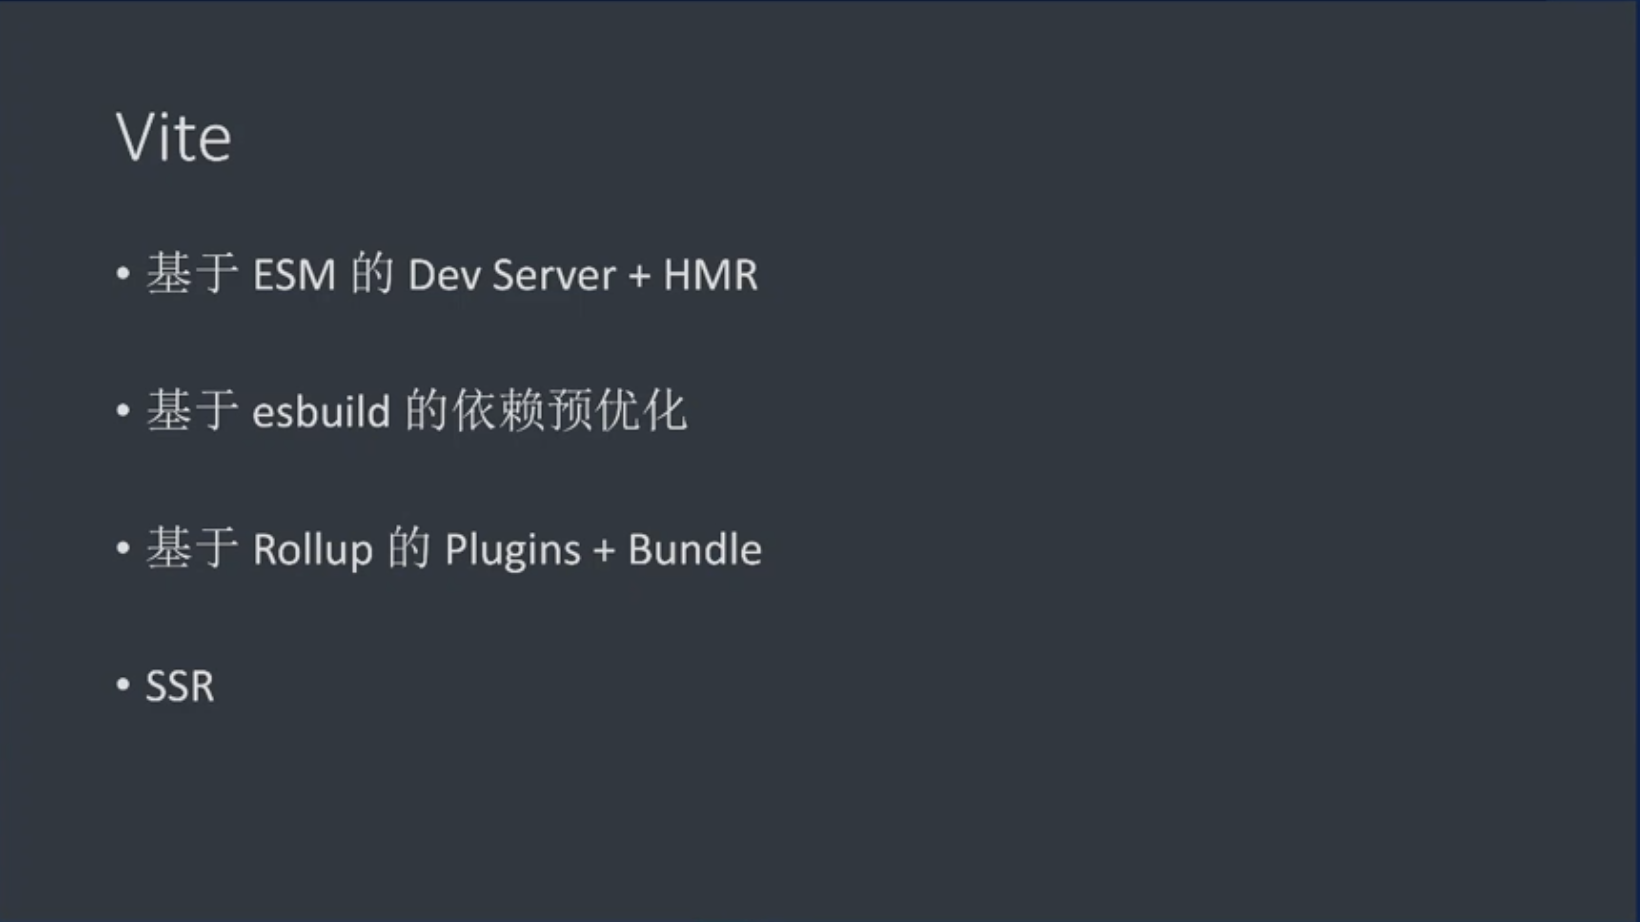 Vite
• 基于 ESM 的 Dev Server + HMR
• 基于 esbuild 的依赖预优化
• 基于 Rollup 的 Plugins + Bundle
• SSR